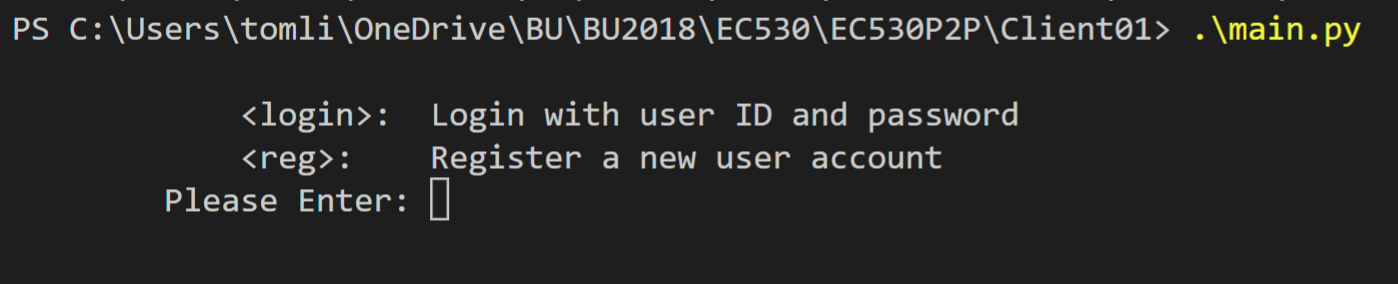 PS C:\Users\tomli\OneDrive\BU\BU2018\EC530\EC530P2P\Client01> .\main.py
<login>: Login with user ID and password
<reg>: Register a new user account
Please Enter: